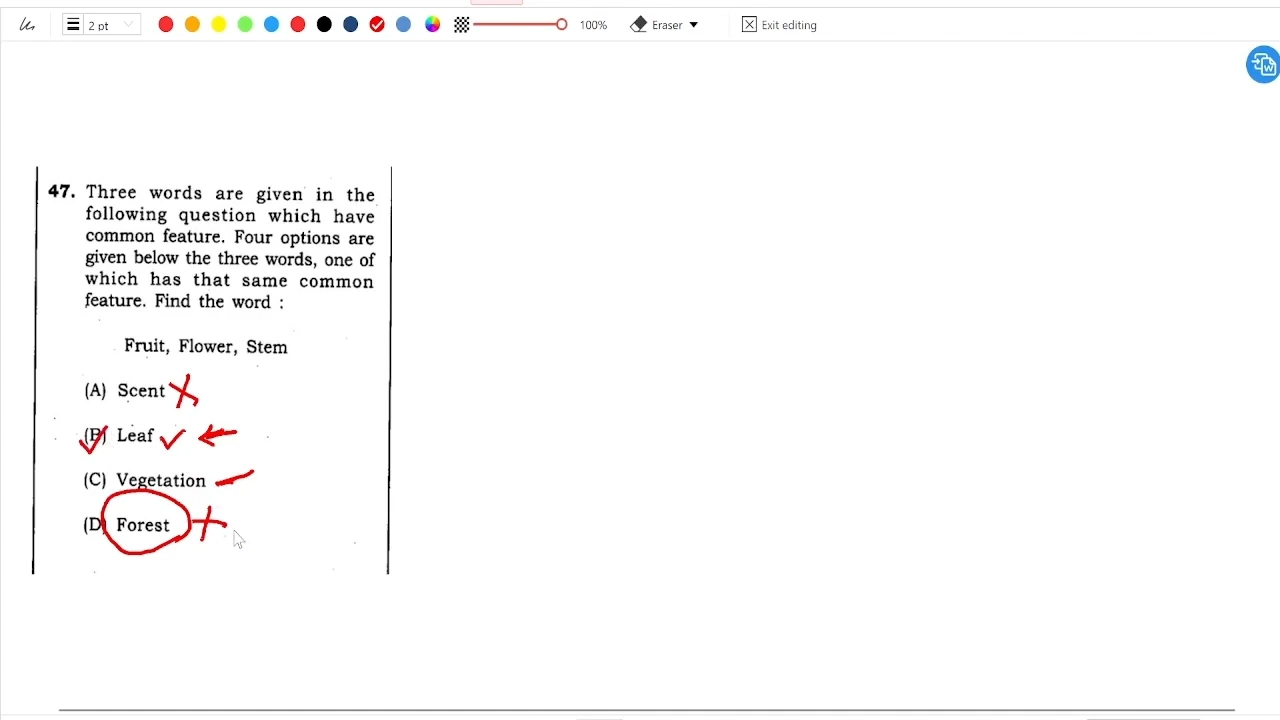 2 pt
100%
Eraser
Exit editing
47. Three words are given in the
following question which have
common feature. Four options are
given below the three words, one of
which has that same common
feature. Find the word :
Fruit, Flower, Stem
(A) Scent
(B) Leaf
(C) Vegetation
(D) Forest